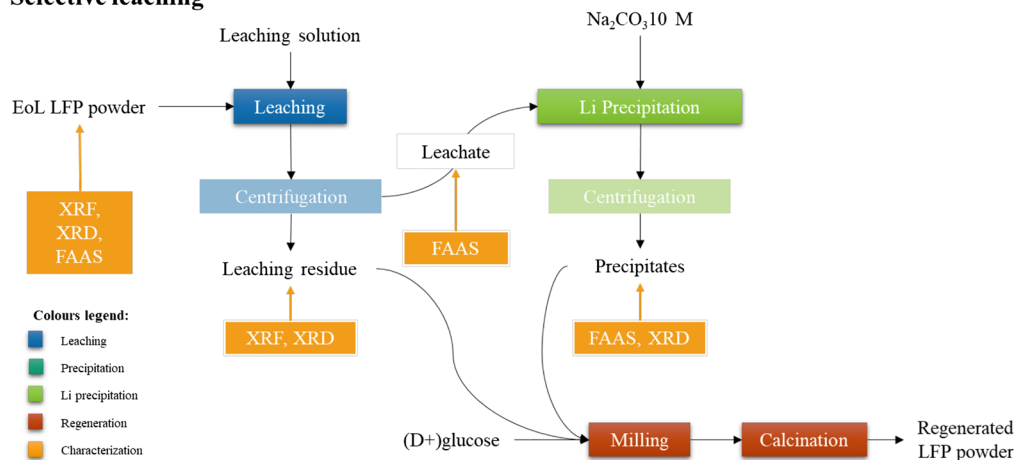 Selective leaching
Na₂CO₃10 M
Leaching solution
EoL LFP powder
Leaching
Li Precipitation
Leachate
Centrifugation
Centrifugation
XRF,
XRD,
FAAS
FAAS
Leaching residue
Precipitates
XRF, XRD
FAAS, XRD
Colours legend:
Leaching
Precipitation
Li precipitation
Regeneration
Characterization
(D+)glucose
Milling
Calcination
Regenerated
LFP powder